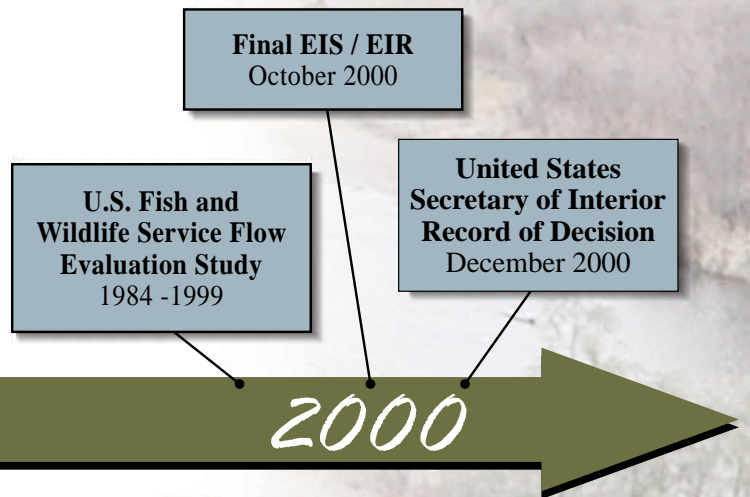 Final EIS / EIR
October 2000
United States
Secretary of Interior
Record of Decision
December 2000
U.S. Fish and
Wildlife Service Flow
Evaluation Study
1984 -1999
2000